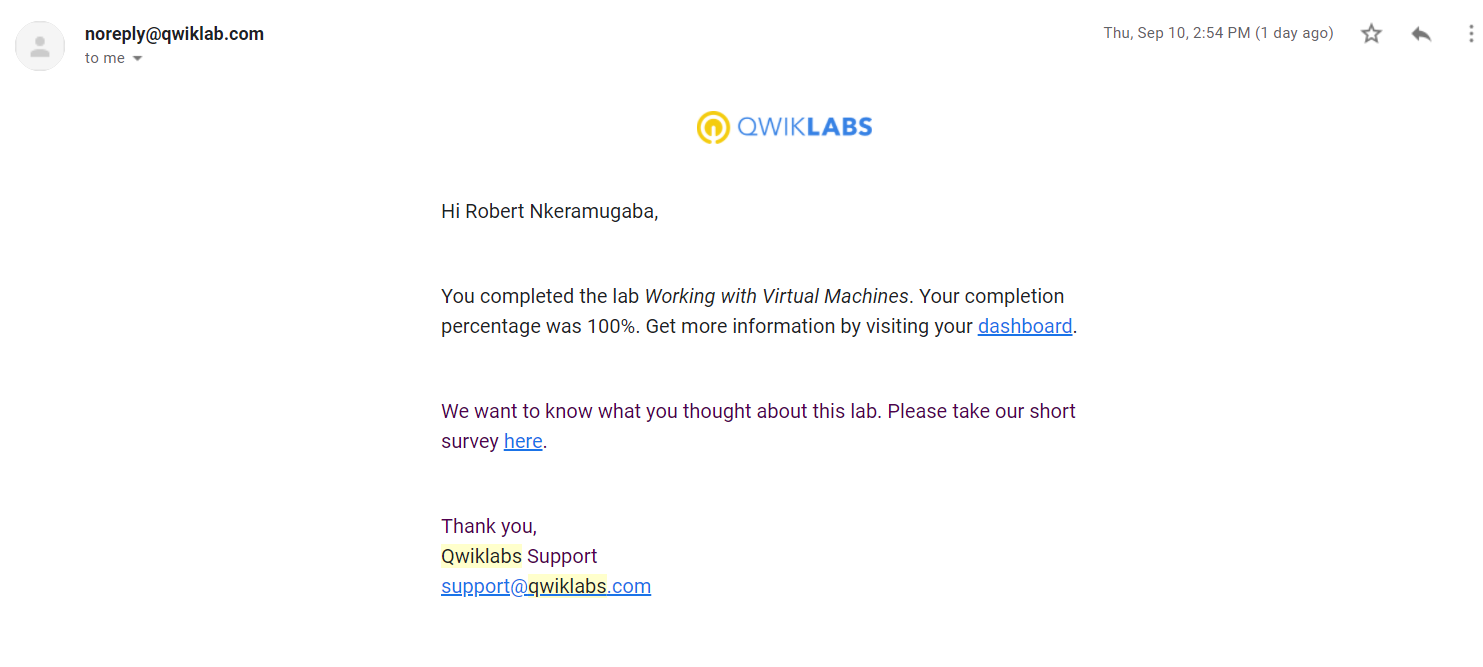 noreply@qwiklab.com
Thu, Sep 10, 2:54 PM (1 day ago)
to me
QWIKLABS
Hi Robert Nkeramugaba,
You completed the lab Working with Virtual Machines. Your completion
percentage was 100%. Get more information by visiting your dashboard.
We want to know what you thought about this lab. Please take our short
survey here.
Thank you,
Qwiklabs Support
support@qwiklabs.com